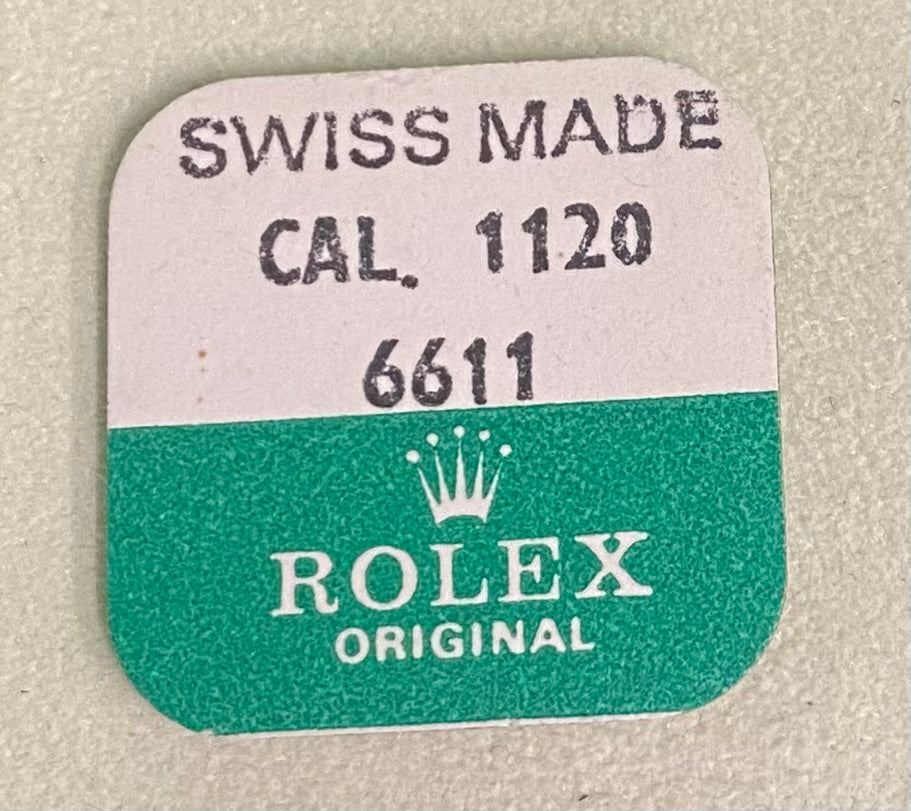 SWISS MADE
CAL. 1120
6611
ROLEX
ORIGINAL